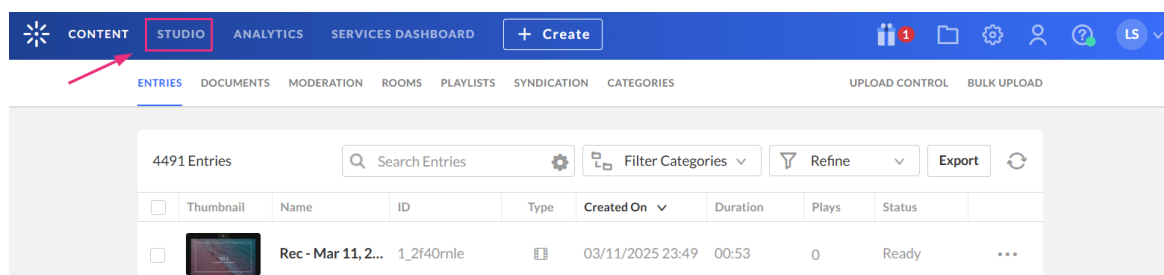 CONTENT STUDIO ANALYTICS SERVICES DASHBOARD + Create 1 LS
ENTRIES DOCUMENTS MODERATION ROOMS PLAYLISTS SYNDICATION CATEGORIES UPLOAD CONTROL BULK UPLOAD
4491 Entries Search Entries Filter Categories Refine Export
Thumbnail Name ID Type Created On Duration Plays Status
Rec - Mar 11, 2... 1_2f40rnle 03/11/2025 23:49 00:53 0 Ready